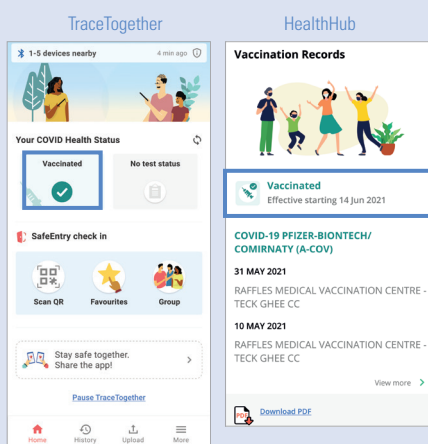 TraceTogether
1-5 devices nearby
4 min ago
Your COVID Health Status
Vaccinated
No test status
SafeEntry check in
Scan QR
Favourites
Group
Stay safe together.
Share the app!
Pause TraceTogether
Home
History
Upload
More
HealthHub
Vaccination Records
Vaccinated
Effective starting 14 Jun 2021
COVID-19 PFIZER-BIONTECH/
COMIRNATY (A-COV)
31 MAY 2021
RAFFLES MEDICAL VACCINATION CENTRE -
TECK GHEE CC
10 MAY 2021
RAFFLES MEDICAL VACCINATION CENTRE -
TECK GHEE CC
View more
PDF
Download PDF